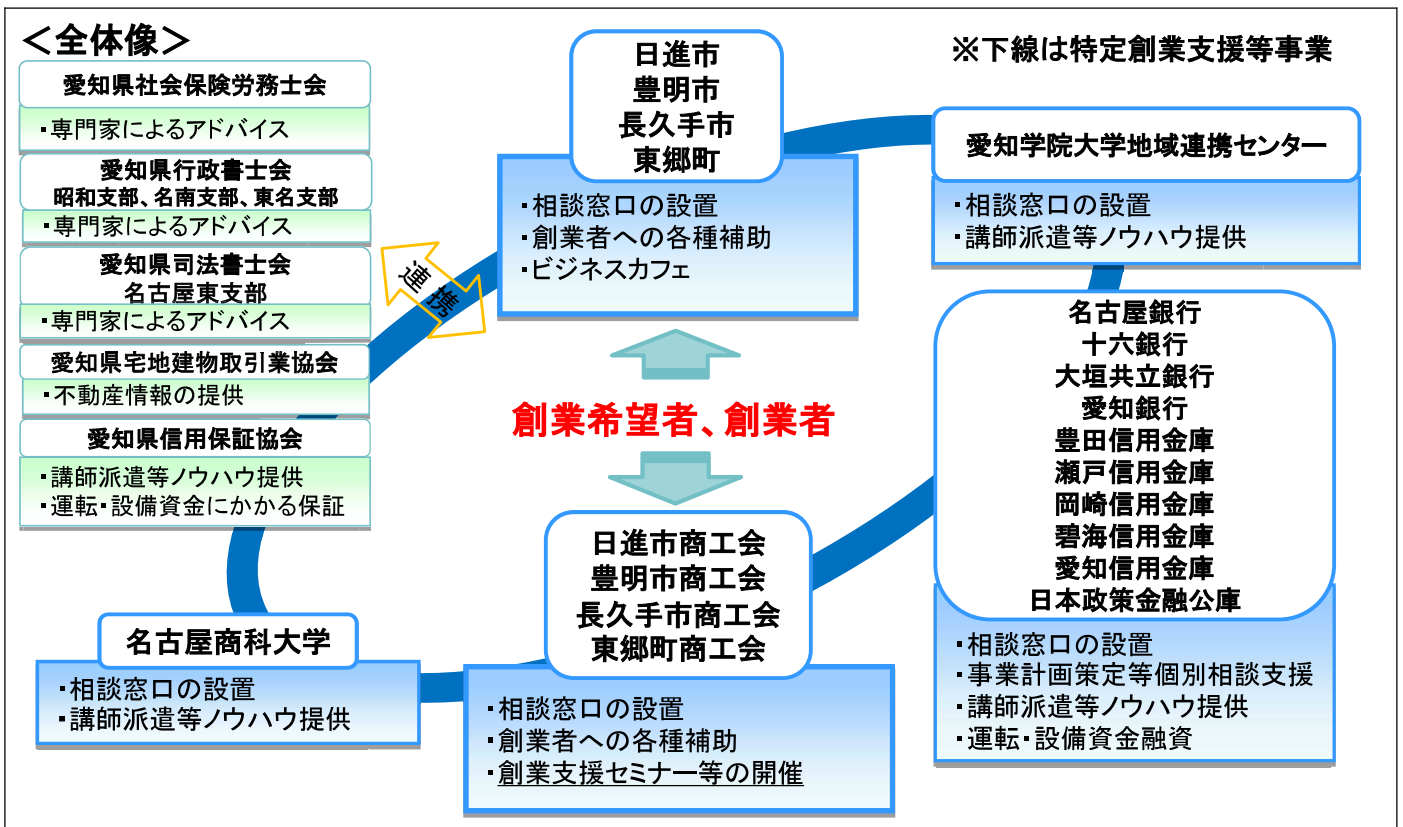 ＜全体像＞
※下線は特定創業支援等事業
愛知県社会保険労務士会
・専門家によるアドバイス
愛知県行政書士会
昭和支部、名南支部、東名支部
・専門家によるアドバイス
愛知県司法書士会
名古屋東支部
・専門家によるアドバイス
愛知県宅地建物取引業協会
・不動産情報の提供
愛知県信用保証協会
・講師派遣等ノウハウ提供
・運転・設備資金にかかる保証
連携
日進市
豊明市
長久手市
東郷町
・相談窓口の設置
・創業者への各種補助
・ビジネスカフェ
愛知学院大学地域連携センター
・相談窓口の設置
・講師派遣等ノウハウ提供
創業希望者、創業者
名古屋銀行
十六銀行
大垣共立銀行
愛知銀行
豊田信用金庫
瀬戸信用金庫
岡崎信用金庫
碧海信用金庫
愛知信用金庫
日本政策金融公庫
・相談窓口の設置
・事業計画策定等個別相談支援
・講師派遣等ノウハウ提供
・運転・設備資金融資
日進市商工会
豊明市商工会
長久手市商工会
東郷町商工会
・相談窓口の設置
・創業者への各種補助
・創業支援セミナー等の開催
名古屋商科大学
・相談窓口の設置
・講師派遣等ノウハウ提供